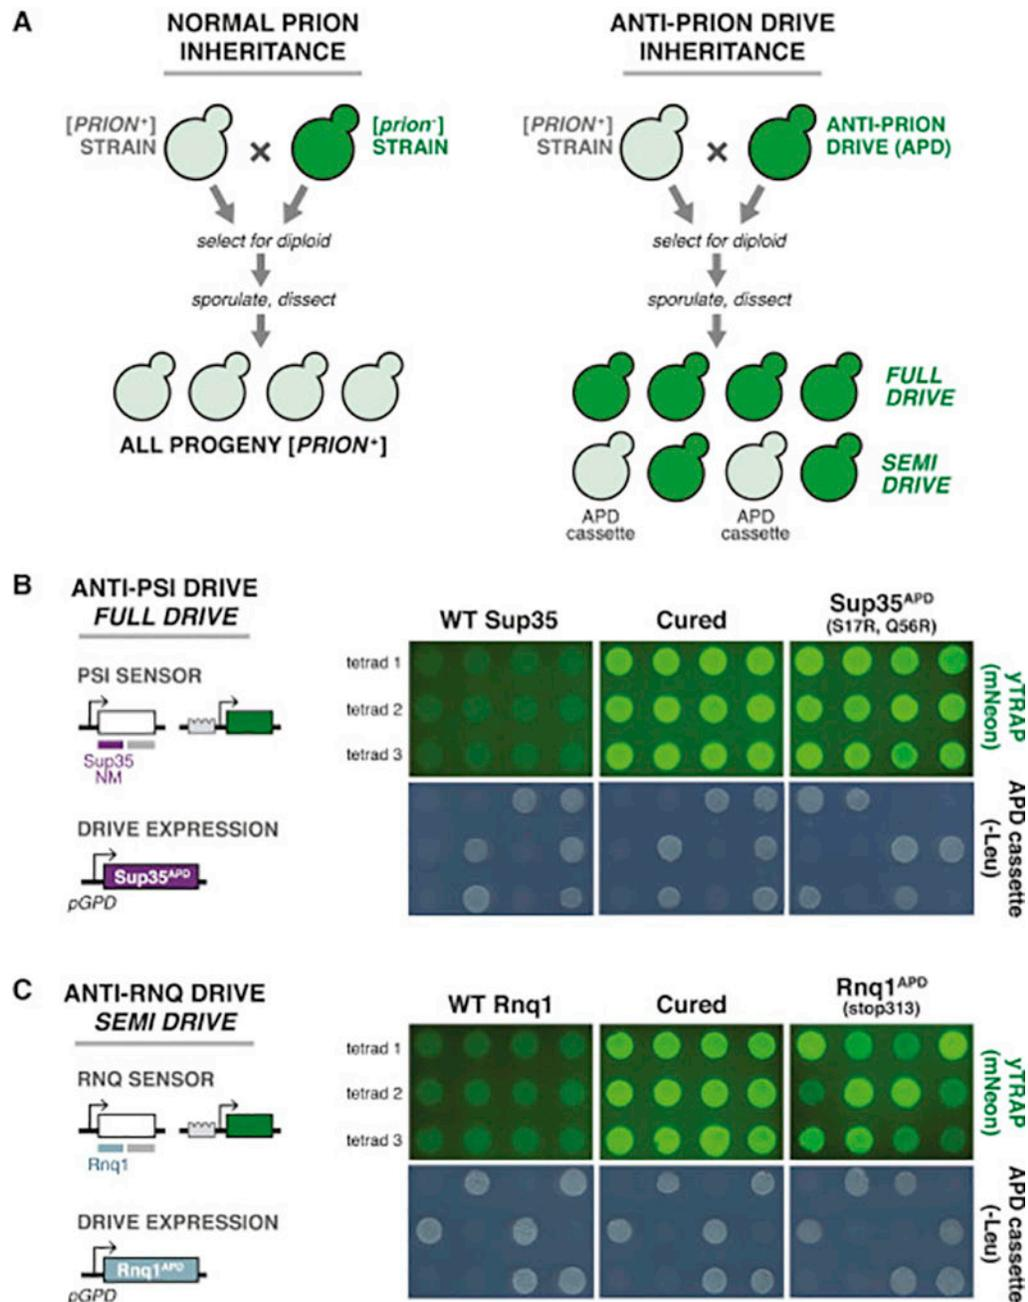 A
NORMAL PRION
INHERITANCE
[PRION⁺]
STRAIN
×
[prion⁻]
STRAIN
select for diploid
sporulate, dissect
ALL PROGENY [PRION⁺]
ANTI-PRION DRIVE
INHERITANCE
[PRION⁺]
STRAIN
×
ANTI-PRION
DRIVE (APD)
select for diploid
sporulate, dissect
FULL
DRIVE
SEMI
DRIVE
APD
cassette
APD
cassette
B
ANTI-PSI DRIVE
FULL DRIVE
PSI SENSOR
Sup35
NM
DRIVE EXPRESSION
Sup35ᴬᴾᴰ
pGPD
WT Sup35
Cured
Sup35ᴬᴾᴰ
(S17R, Q56R)
tetrad 1
tetrad 2
tetrad 3
yTRAP
(mNeon)
APD cassette
(-Leu)
C
ANTI-RNQ DRIVE
SEMI DRIVE
RNQ SENSOR
Rnq1
DRIVE EXPRESSION
Rnq1ᴬᴾᴰ
pGPD
WT Rnq1
Cured
Rnq1ᴬᴾᴰ
(stop313)
tetrad 1
tetrad 2
tetrad 3
yTRAP
(mNeon)
APD cassette
(-Leu)